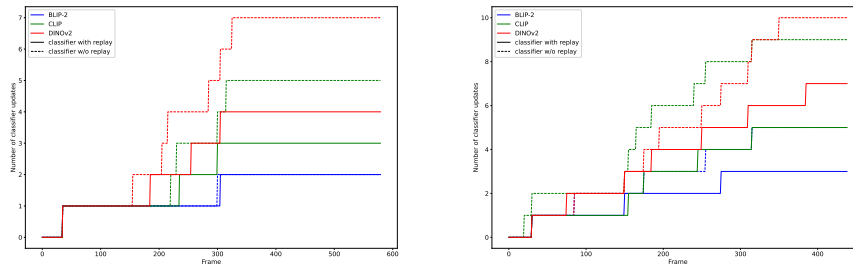 7
6
5
4
3
2
1
0
Number of classifier updates
BLIP-2
CLIP
DINOv2
classifier with replay
classifier w/o replay
0
100
200
300
400
500
600
Frame
10
8
6
4
2
0
Number of classifier updates
BLIP-2
CLIP
DINOv2
classifier with replay
classifier w/o replay
0
100
200
300
400
Frame